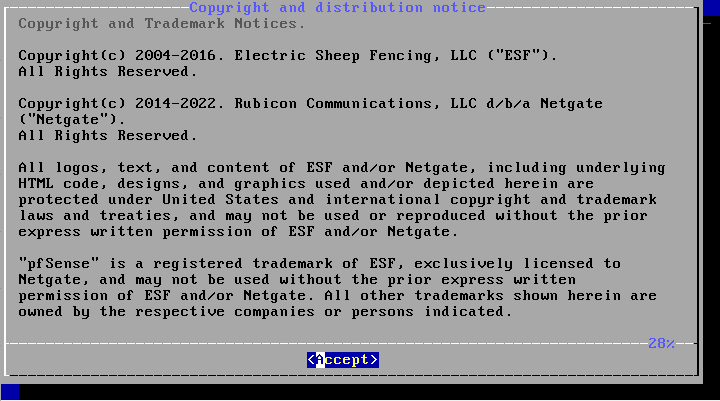 Copyright and distribution notice
Copyright and Trademark Notices.
Copyright(c) 2004-2016. Electric Sheep Fencing, LLC ("ESF").
All Rights Reserved.
Copyright(c) 2014-2022. Rubicon Communications, LLC d/b/a Netgate
("Netgate").
All Rights Reserved.
All logos, text, and content of ESF and/or Netgate, including underlying
HTML code, designs, and graphics used and/or depicted herein are
protected under United States and international copyright and trademark
laws and treaties, and may not be used or reproduced without the prior
express written permission of ESF and/or Netgate.
"pfSense" is a registered trademark of ESF, exclusively licensed to
Netgate, and may not be used without the prior express written
permission of ESF and/or Netgate. All other trademarks shown herein are
owned by the respective companies or persons indicated.
28%
<Accept>